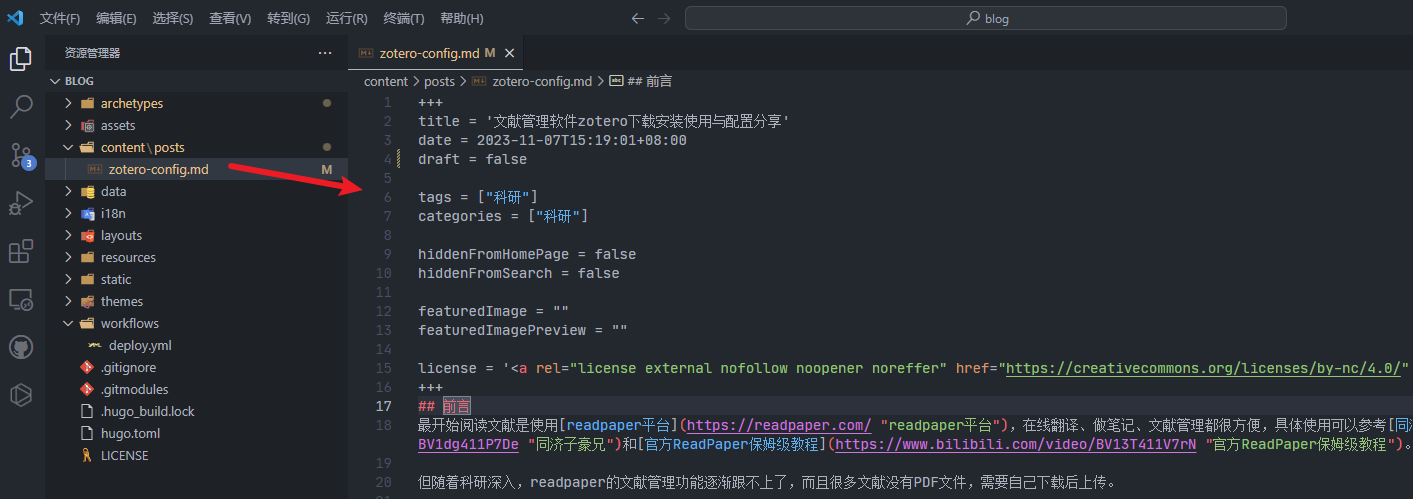 文件(F) 编辑(E) 选择(S) 查看(V) 转到(G) 运行(R) 终端(T) 帮助(H) blog
资源管理器 ···
BLOG
archetypes
assets
content\posts
zotero-config.md M
data
i18n
layouts
resources
static
themes
workflows
deploy.yml
.gitignore
.gitmodules
.hugo_build.lock
hugo.toml
LICENSE
3
zotero-config.md M
content > posts > zotero-config.md > ## 前言
1 +++
2 title = '文献管理软件zotero下载安装使用与配置分享'
3 date = 2023-11-07T15:19:01+08:00
4 draft = false
5
6 tags = ["科研"]
7 categories = ["科研"]
8
9 hiddenFromHomePage = false
10 hiddenFromSearch = false
11
12 featuredImage = ""
13 featuredImagePreview = ""
14
15 license = '<a rel="license external nofollow noopener noreffer" href="https://creativecommons.org/licenses/by-nc/4.0/"
16 +++
17 ## 前言
18 最开始阅读文献是使用[readpaper平台](https://readpaper.com/ "readpaper平台")，在线翻译、做笔记、文献管理都很方便，具体使用可以参考[同济
BV1dg411P7De "同济子豪兄")和[官方ReadPaper保姆级教程](https://www.bilibili.com/video/BV13T411V7rN "官方ReadPaper保姆级教程")。
19
20 但随着科研深入，readpaper的文献管理功能逐渐跟不上了，而且很多文献没有PDF文件，需要自己下载后上传。